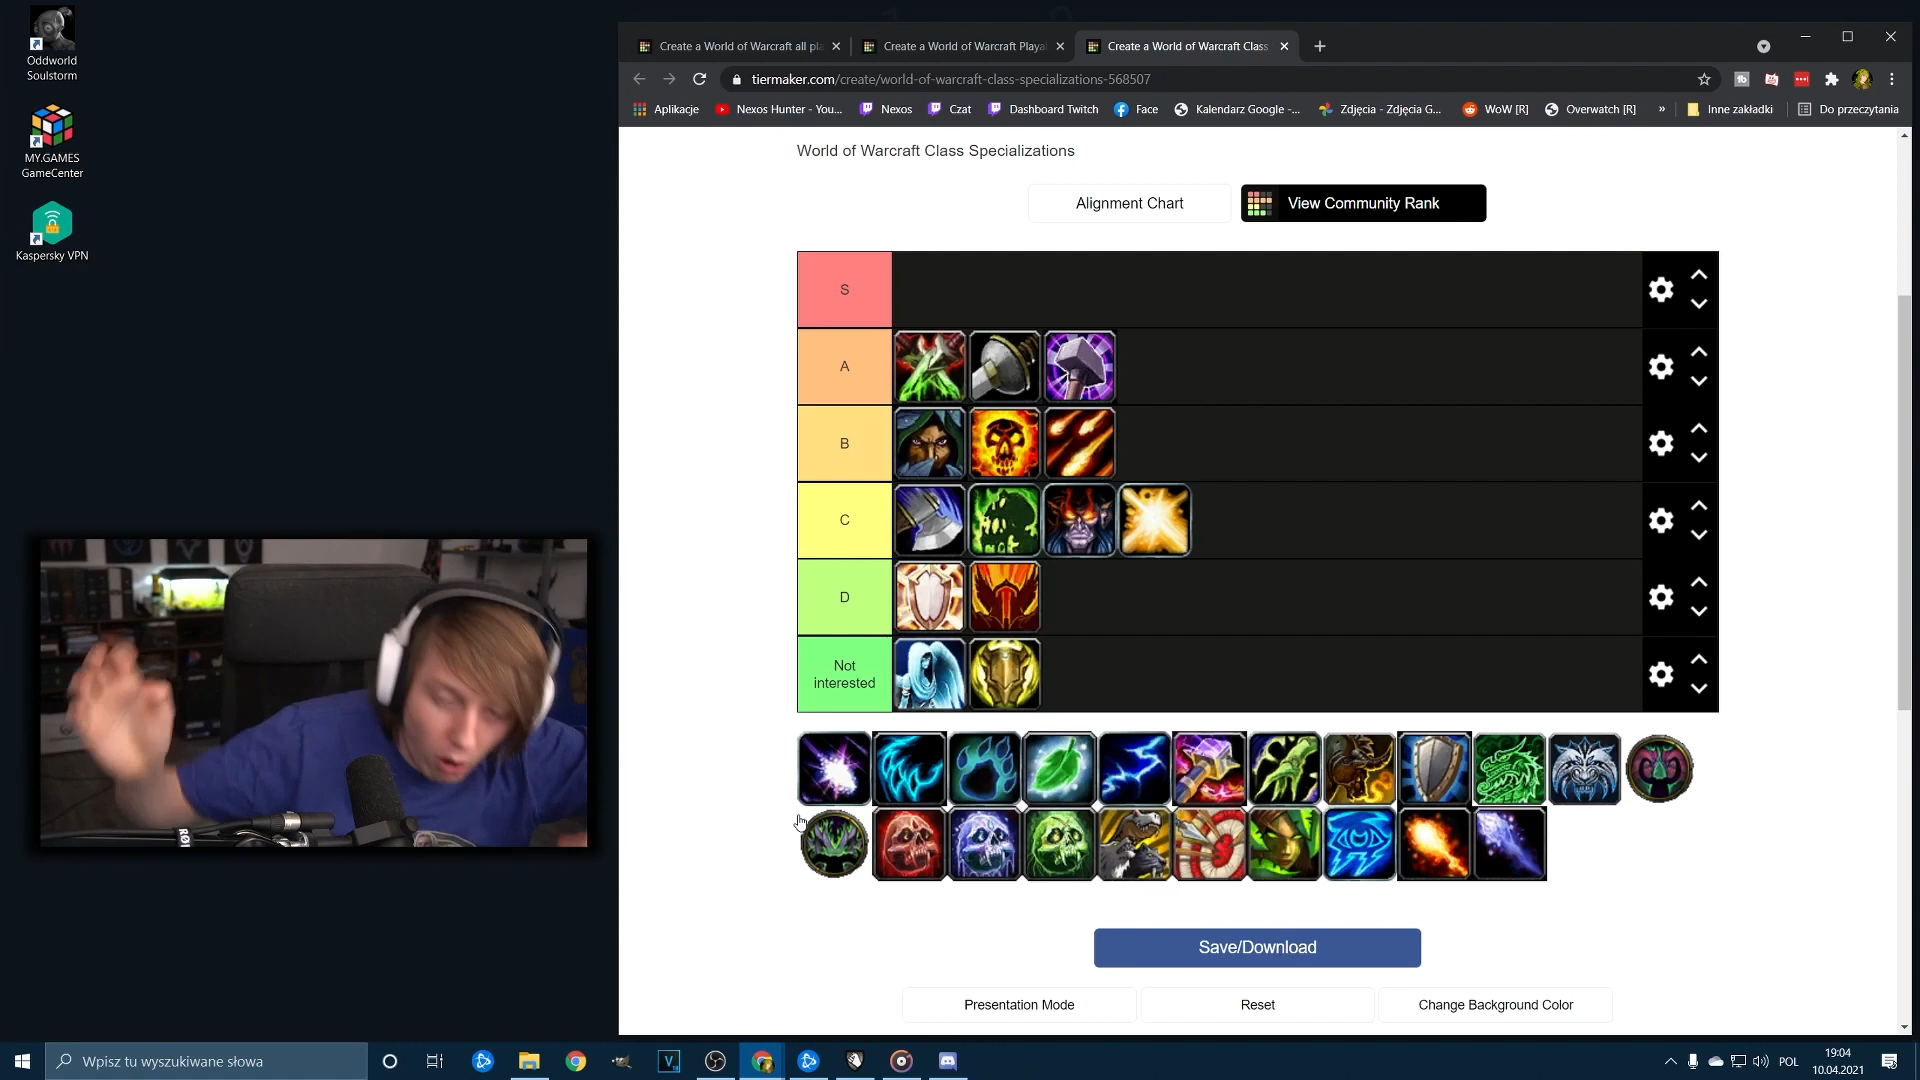 Oddworld
Soulstorm
MY.GAMES
GameCenter
Kaspersky VPN
Create a World of Warcraft all pla
Create a World of Warcraft Playa
Create a World of Warcraft Class
tiermaker.com/create/world-of-warcraft-class-specializations-568507
Aplikacje
Nexos Hunter - You...
Nexos
Czat
Dashboard Twitch
Face
Kalendarz Google -...
Zdjęcia - Zdjęcia G...
WoW [R]
Overwatch [R]
»
Inne zakładki
Do przeczytania
World of Warcraft Class Specializations
Alignment Chart
View Community Rank
S
A
B
C
D
Not
interested
Save/Download
Presentation Mode
Reset
Change Background Color
Wpisz tu wyszukiwane słowa
POL
19:04
10.04.2021